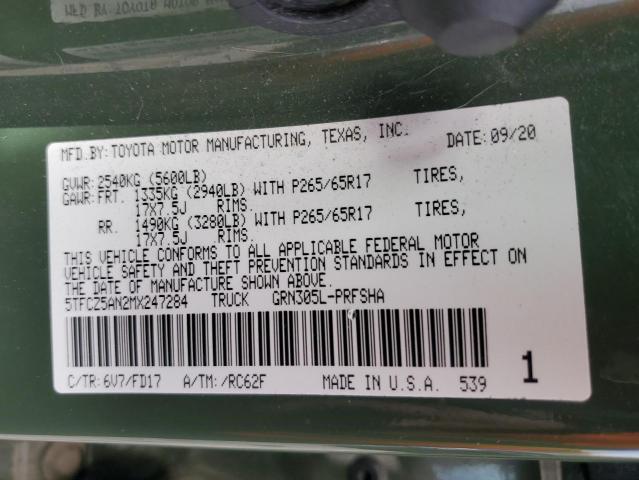 MFD.BY:TOYOTA MOTOR MANUFACTURING, TEXAS, INC. DATE:09/20
GVWR:2540KG (5600LB)
GAWR:FRT. 1335KG (2940LB) WITH P265/65R17 TIRES,
17X7.5J RIMS.
RR. 1490KG (3280LB) WITH P265/65R17 TIRES,
17X7.5J RIMS.
THIS VEHICLE CONFORMS TO ALL APPLICABLE FEDERAL MOTOR
VEHICLE SAFETY AND THEFT PREVENTION STANDARDS IN EFFECT ON
THE DATE OF MANUFACTURE SHOWN ABOVE.
5TFCZ5AN2MX247284 TRUCK GRN305L-PRFSHA
C/TR:6V7/FD17 A/TM:/RC62F MADE IN U.S.A. 539 1